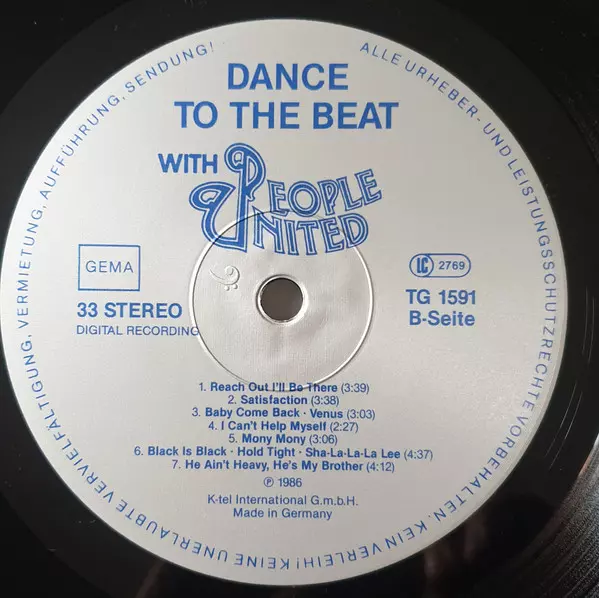 ALLE URHEBER- UND LEISTUNGSSCHUTZRECHTE VORBEHALTEN. KEIN VERLEIH! KEINE UNERLAUBTE VERVIELFÄLTIGUNG, VERMIETUNG, AUFFÜHRUNG, SENDUNG!
DANCE
TO THE BEAT
WITH PEOPLE
UNITED
GEMA
LC 2769
33 STEREO
TG 1591
DIGITAL RECORDING
B-Seite
1. Reach Out I'll Be There (3:39)
2. Satisfaction (3:38)
3. Baby Come Back · Venus (3:03)
4. I Can't Help Myself (2:27)
5. Mony Mony (3:06)
6. Black Is Black · Hold Tight · Sha-La-La-La Lee (4:37)
7. He Ain't Heavy, He's My Brother (4:12)
℗ 1986
K-tel International G.m.b.H.
Made in Germany